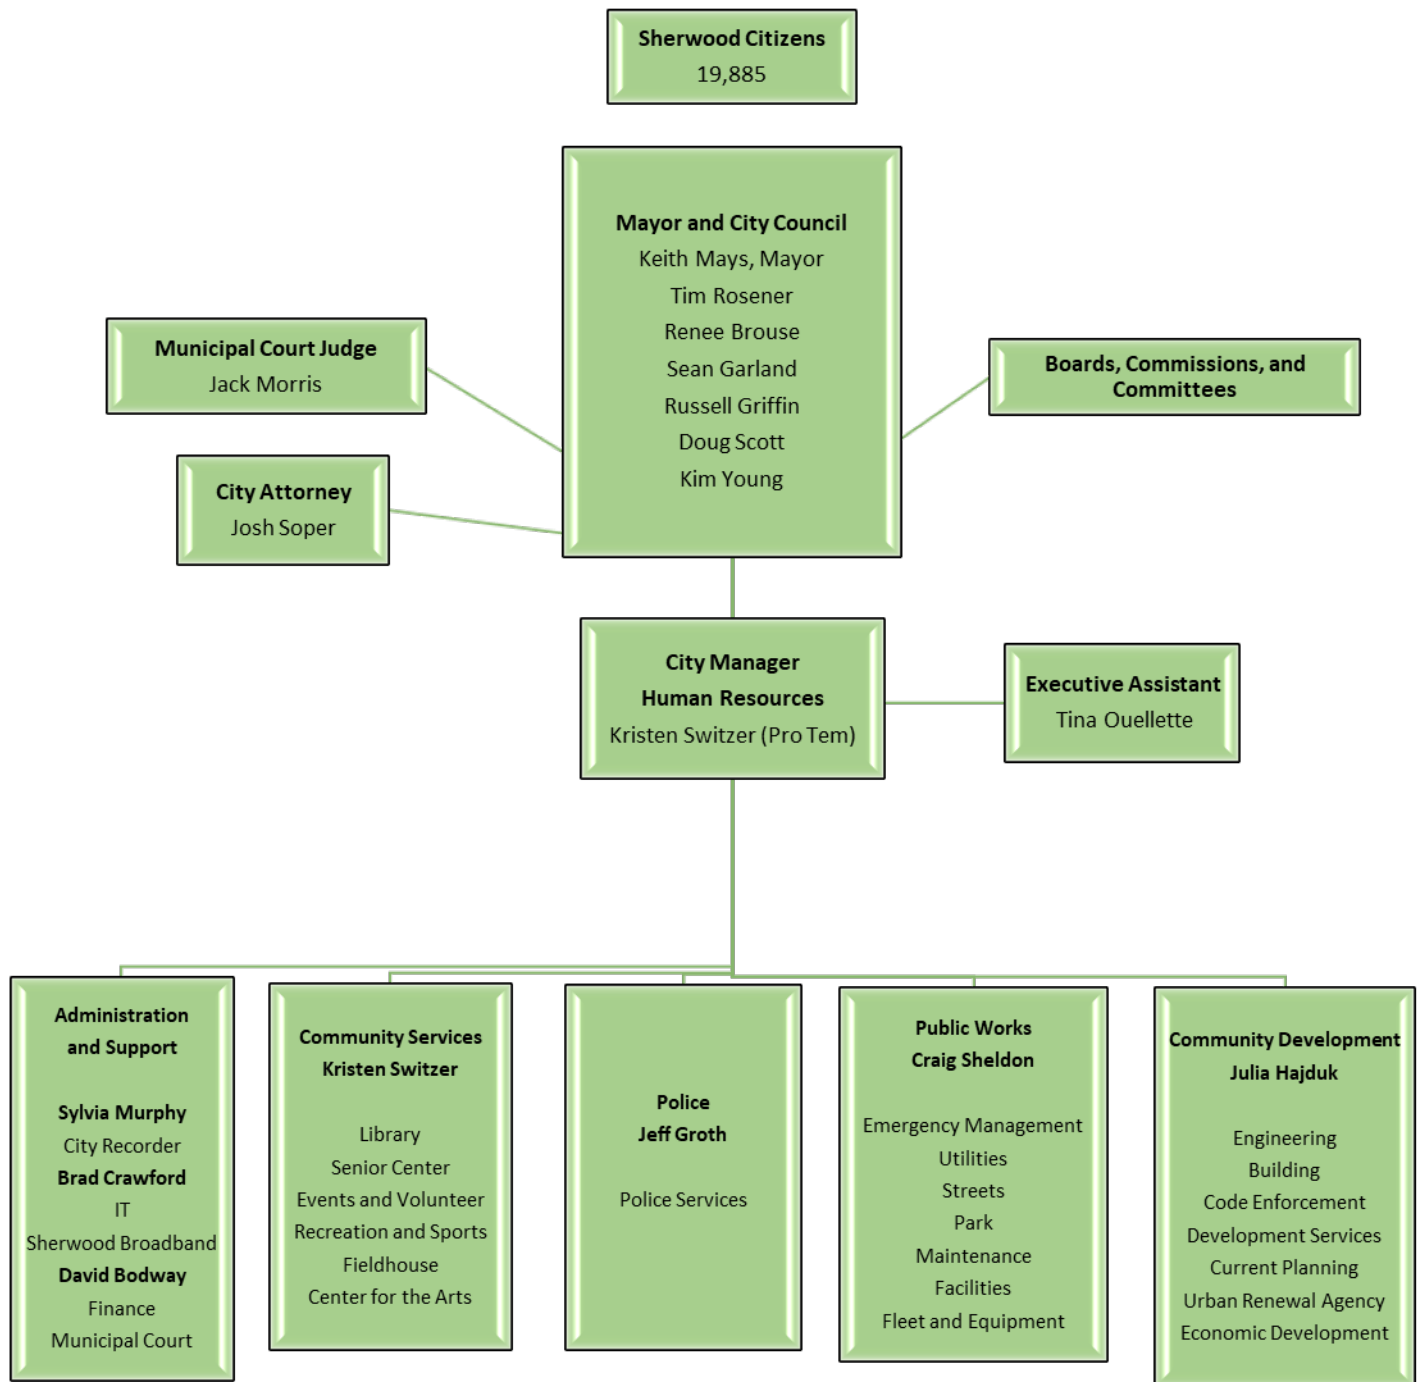 Sherwood Citizens
19,885
Mayor and City Council
Keith Mays, Mayor
Tim Rosener
Renee Brouse
Sean Garland
Russell Griffin
Doug Scott
Kim Young
Municipal Court Judge
Jack Morris
Boards, Commissions, and
Committees
City Attorney
Josh Soper
City Manager
Human Resources
Kristen Switzer (Pro Tem)
Executive Assistant
Tina Ouellette
Administration
and Support
Sylvia Murphy
City Recorder
Brad Crawford
IT
Sherwood Broadband
David Bodway
Finance
Municipal Court
Community Services
Kristen Switzer
Library
Senior Center
Events and Volunteer
Recreation and Sports
Fieldhouse
Center for the Arts
Police
Jeff Groth
Police Services
Public Works
Craig Sheldon
Emergency Management
Utilities
Streets
Park
Maintenance
Facilities
Fleet and Equipment
Community Development
Julia Hajduk
Engineering
Building
Code Enforcement
Development Services
Current Planning
Urban Renewal Agency
Economic Development